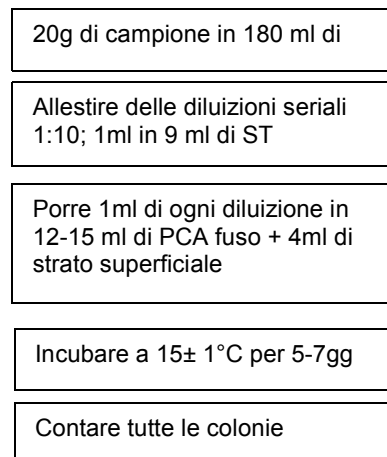 20g di campione in 180 ml di
Allestire delle diluizioni seriali
1:10; 1ml in 9 ml di ST
Porre 1ml di ogni diluizione in
12-15 ml di PCA fuso + 4ml di
strato superficiale
Incubare a 15± 1°C per 5-7gg
Contare tutte le colonie